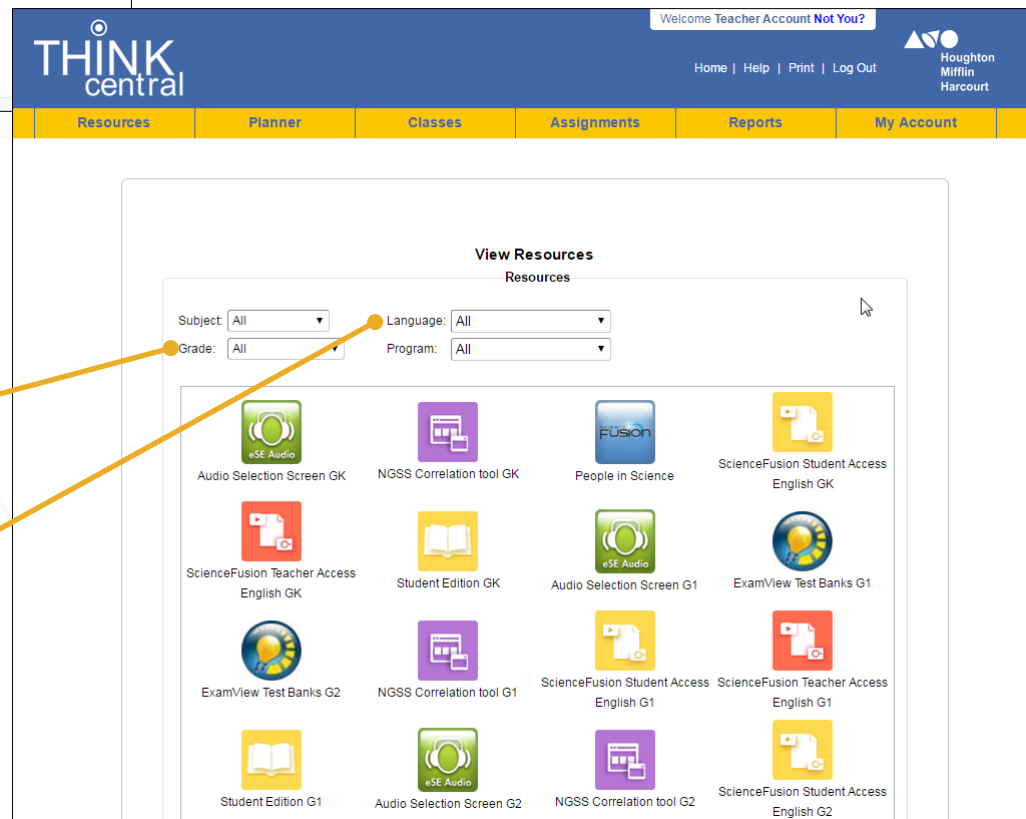 Welcome Teacher Account Not You?
THINK
central
Home | Help | Print | Log Out
Houghton
Mifflin
Harcourt
Resources Planner Classes Assignments Reports My Account
View Resources
Resources
Subject: All Language: All
Grade: All Program: All
eSE Audio
Audio Selection Screen GK
NGSS Correlation tool GK
SCIENCE
FUSION
People in Science
ScienceFusion Student Access
English GK
ScienceFusion Teacher Access
English GK
Student Edition GK
eSE Audio
Audio Selection Screen G1
ExamView Test Banks G1
ExamView Test Banks G2
NGSS Correlation tool G1
ScienceFusion Student Access
English G1
ScienceFusion Teacher Access
English G1
Student Edition G1
eSE Audio
Audio Selection Screen G2
NGSS Correlation tool G2
ScienceFusion Student Access
English G2